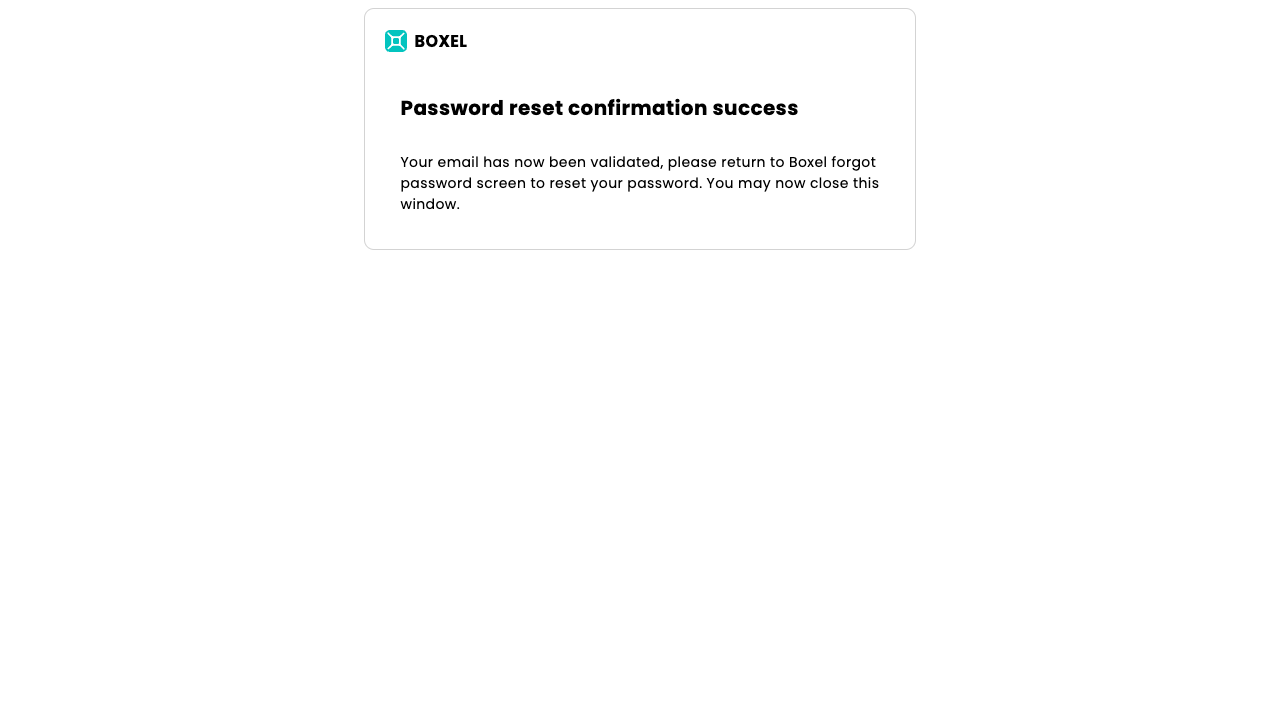 BOXEL
Password reset confirmation success
Your email has now been validated, please return to Boxel forgot
password screen to reset your password. You may now close this
window.